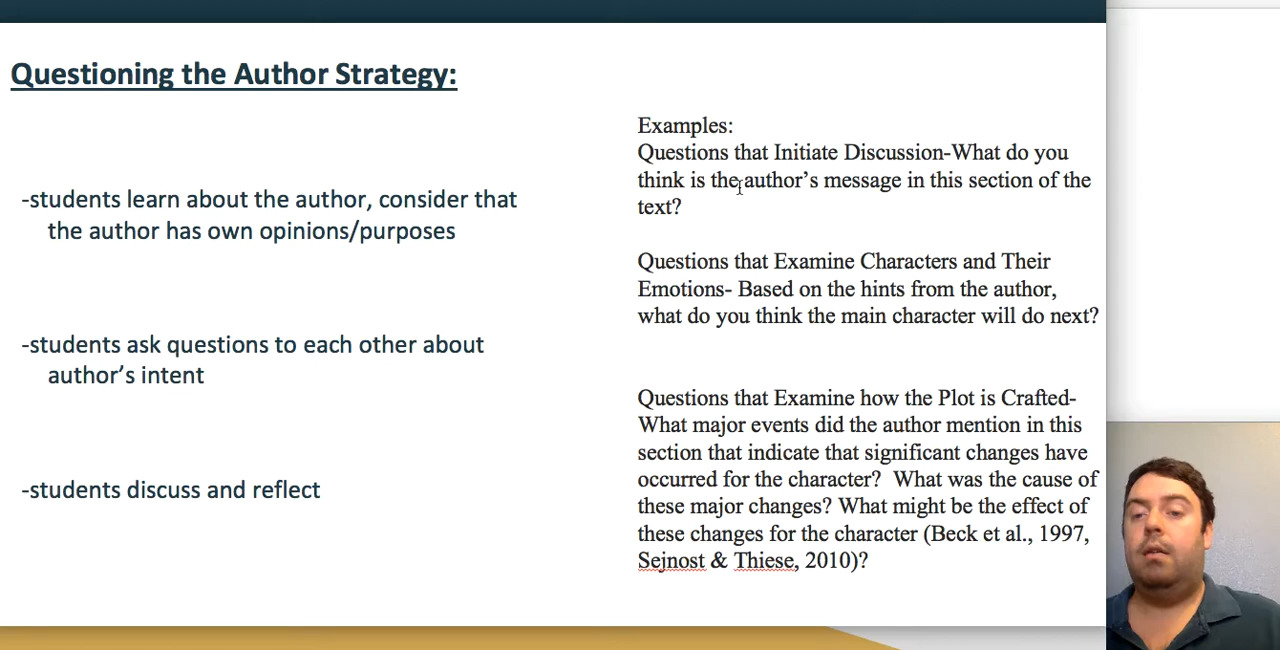 Questioning the Author Strategy:
-students learn about the author, consider that
the author has own opinions/purposes
-students ask questions to each other about
author's intent
-students discuss and reflect
Examples:
Questions that Initiate Discussion-What do you
think is the author's message in this section of the
text?
Questions that Examine Characters and Their
Emotions- Based on the hints from the author,
what do you think the main character will do next?
Questions that Examine how the Plot is Crafted-
What major events did the author mention in this
section that indicate that significant changes have
occurred for the character?  What was the cause of
these major changes? What might be the effect of
these changes for the character (Beck et al., 1997,
Sejnost & Thiese, 2010)?